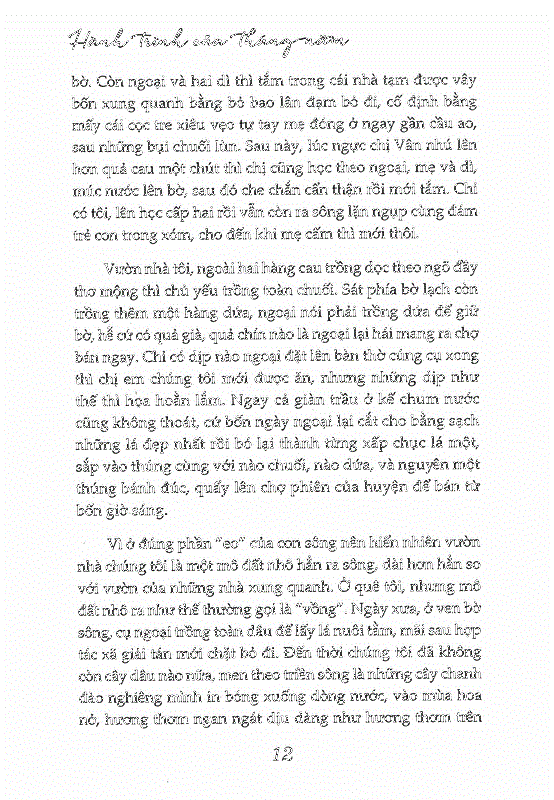 Hành Trình của Tháng năm
bờ. Còn ngoại và hai dì thì tắm trong cái nhà tạm được vây
bốn xung quanh bằng bỏ bao lân đạm bỏ đi, cố định bằng
mấy cái cọc tre xiêu vẹo tự tay mẹ đóng ở ngay gần cầu ao,
sau những bụi chuối lùn. Sau này, lúc ngực chị Vân nhú lên
hơn quả cau một chút thì chị cũng học theo ngoại, mẹ và dì,
múc nước lên bờ, sau đó che chắn cẩn thận rồi mới tắm. Chỉ
có tôi, lên học cấp hai rồi vẫn còn ra sông lặn ngụp cùng đám
trẻ con trong xóm, cho đến khi mẹ cấm thì mới thôi.
Vườn nhà tôi, ngoài hai hàng cau trồng dọc theo ngõ đầy
thơ mộng thì chủ yếu trồng toàn chuối. Sát phía bờ lạch còn
trồng thêm một hàng dừa, ngoại nói phải trồng dừa để giữ
bờ, hễ cứ có quả già, quả chín nào là ngoại lại hái mang ra chợ
bán ngay. Chỉ có dịp nào ngoại đặt lên bàn thờ cúng cụ xong
thì chị em chúng tôi mới được ăn, nhưng những dịp như
thế thì họa hoằn lắm. Ngay cả giàn trầu ở kế chum nước
cũng không thoát, cứ bốn ngày ngoại lại cắt cho bằng sạch
những lá đẹp nhất rồi bó lại thành từng xấp chục lá một,
sắp vào thúng cùng với nào chuối, nào dừa, và nguyên một
thúng bánh đúc, quẩy lên chợ phiên của huyện để bán từ
bốn giờ sáng.
Vì ở đúng phần "eo" của con sông nên hiển nhiên vườn
nhà chúng tôi là một mô đất nhô hẳn ra sông, dài hơn hẳn so
với vườn của những nhà xung quanh. Ở quê tôi, nhưng mô
đất nhô ra như thế thường gọi là "vồng". Ngày xưa, ở ven bờ
sông, cụ ngoại trồng toàn dâu để lấy lá nuôi tằm, mãi sau hợp
tác xã giải tán mới chặt bỏ đi. Đến thời chúng tôi đã không
còn cây dâu nào nữa, men theo triền sông là những cây chanh
đào nghiêng mình in bóng xuống dòng nước, vào mùa hoa
nở, hương thơm ngan ngát dịu dàng như hương thơm trên
12